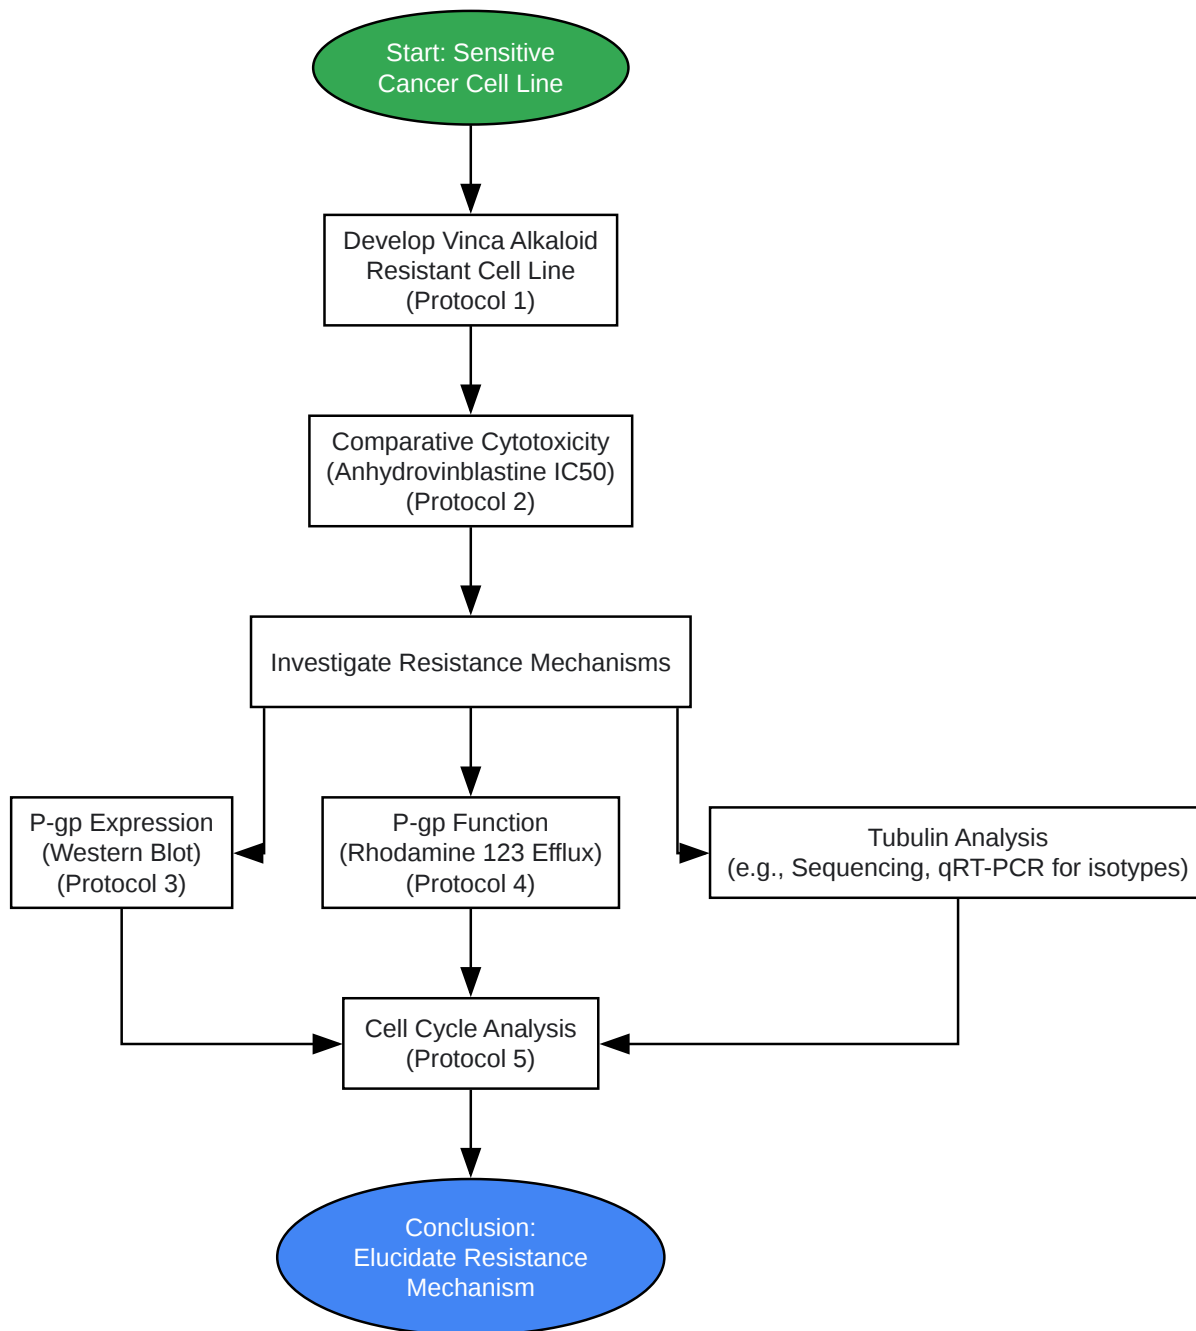 Start: Sensitive
Cancer Cell Line
Develop Vinca Alkaloid
Resistant Cell Line
(Protocol 1)
Comparative Cytotoxicity
(Anhydrovinblastine IC50)
(Protocol 2)
Investigate Resistance Mechanisms
P-gp Expression
(Western Blot)
(Protocol 3)
P-gp Function
(Rhodamine 123 Efflux)
(Protocol 4)
Tubulin Analysis
(e.g., Sequencing, qRT-PCR for isotypes)
Cell Cycle Analysis
(Protocol 5)
Conclusion:
Elucidate Resistance
Mechanism